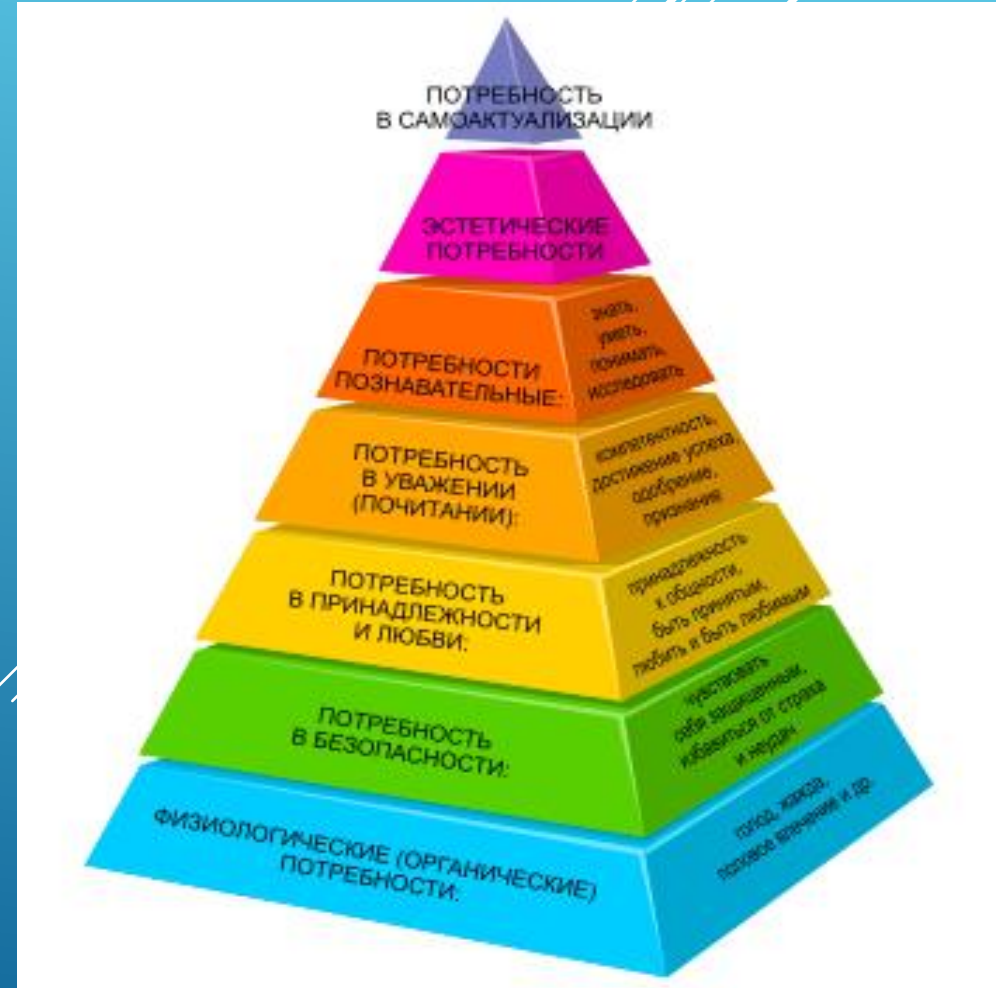 ПОТРЕБНОСТЬ
В САМОАКТУАЛИЗАЦИИ
ЭСТЕТИЧЕСКИЕ
ПОТРЕБНОСТИ
ПОТРЕБНОСТИ
ПОЗНАВАТЕЛЬНЫЕ:
знать,
уметь,
понимать,
исследовать
ПОТРЕБНОСТЬ
В УВАЖЕНИИ
(ПОЧИТАНИИ):
компетентность,
достижение успеха,
одобрение,
признание
ПОТРЕБНОСТЬ
В ПРИНАДЛЕЖНОСТИ
И ЛЮБВИ:
принадлежность
к общности,
быть принятым,
любить и быть любимым
ПОТРЕБНОСТЬ
В БЕЗОПАСНОСТИ:
чувствовать
себя защищенным,
избавиться от страха
и неудач
ФИЗИОЛОГИЧЕСКИЕ (ОРГАНИЧЕСКИЕ)
ПОТРЕБНОСТИ:
голод, жажда,
половое влечение и др.